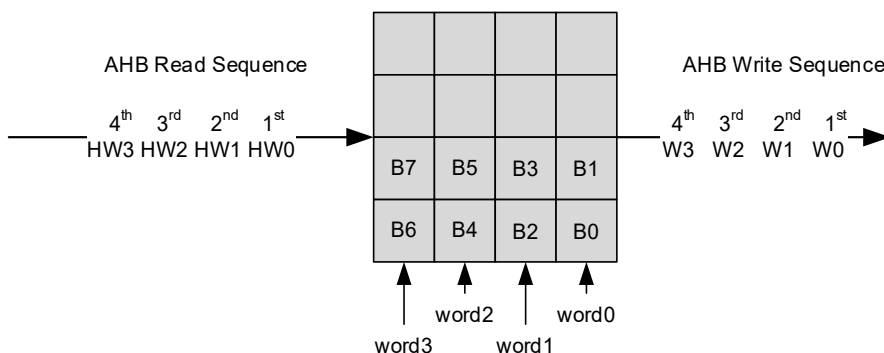 AHB Read Sequence
AHB Write Sequence
4th 3rd 2nd 1st
HW3 HW2 HW1 HW0
4th 3rd 2nd 1st
W3 W2 W1 W0
B7 B5 B3 B1
B6 B4 B2 B0
word2 word0
word3 word1